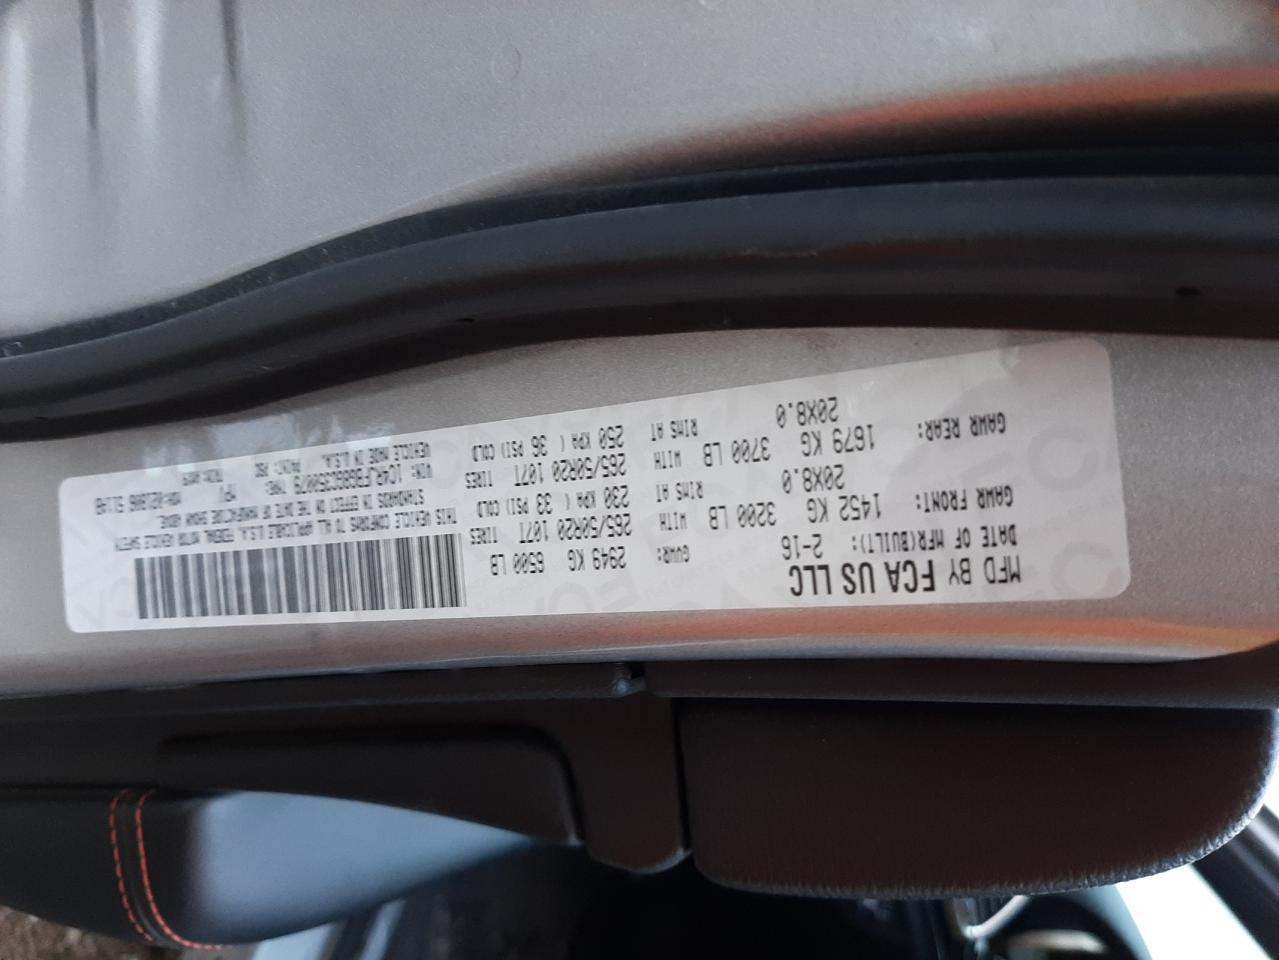 MFD BY FCA US LLC
DATE OF MFR(BUILT): 2-16
GVWR: 2949 KG 6500 LB
GAWR FRONT: 1452 KG 3200 LB WITH TIRES 265/50R20 107T
20X8.0 RIMS AT 230 KPA ( 33 PSI) COLD
GAWR REAR: 1679 KG 3700 LB WITH TIRES 265/50R20 107T
20X8.0 RIMS AT 250 KPA ( 36 PSI) COLD
THIS VEHICLE CONFORMS TO ALL APPLICABLE U.S.A. FEDERAL MOTOR VEHICLE SAFETY
STANDARDS IN EFFECT ON THE DATE OF MANUFACTURE SHOWN ABOVE.
VIN: TYPE: MPV
VEHICLE MADE IN U.S.A. PAINT: